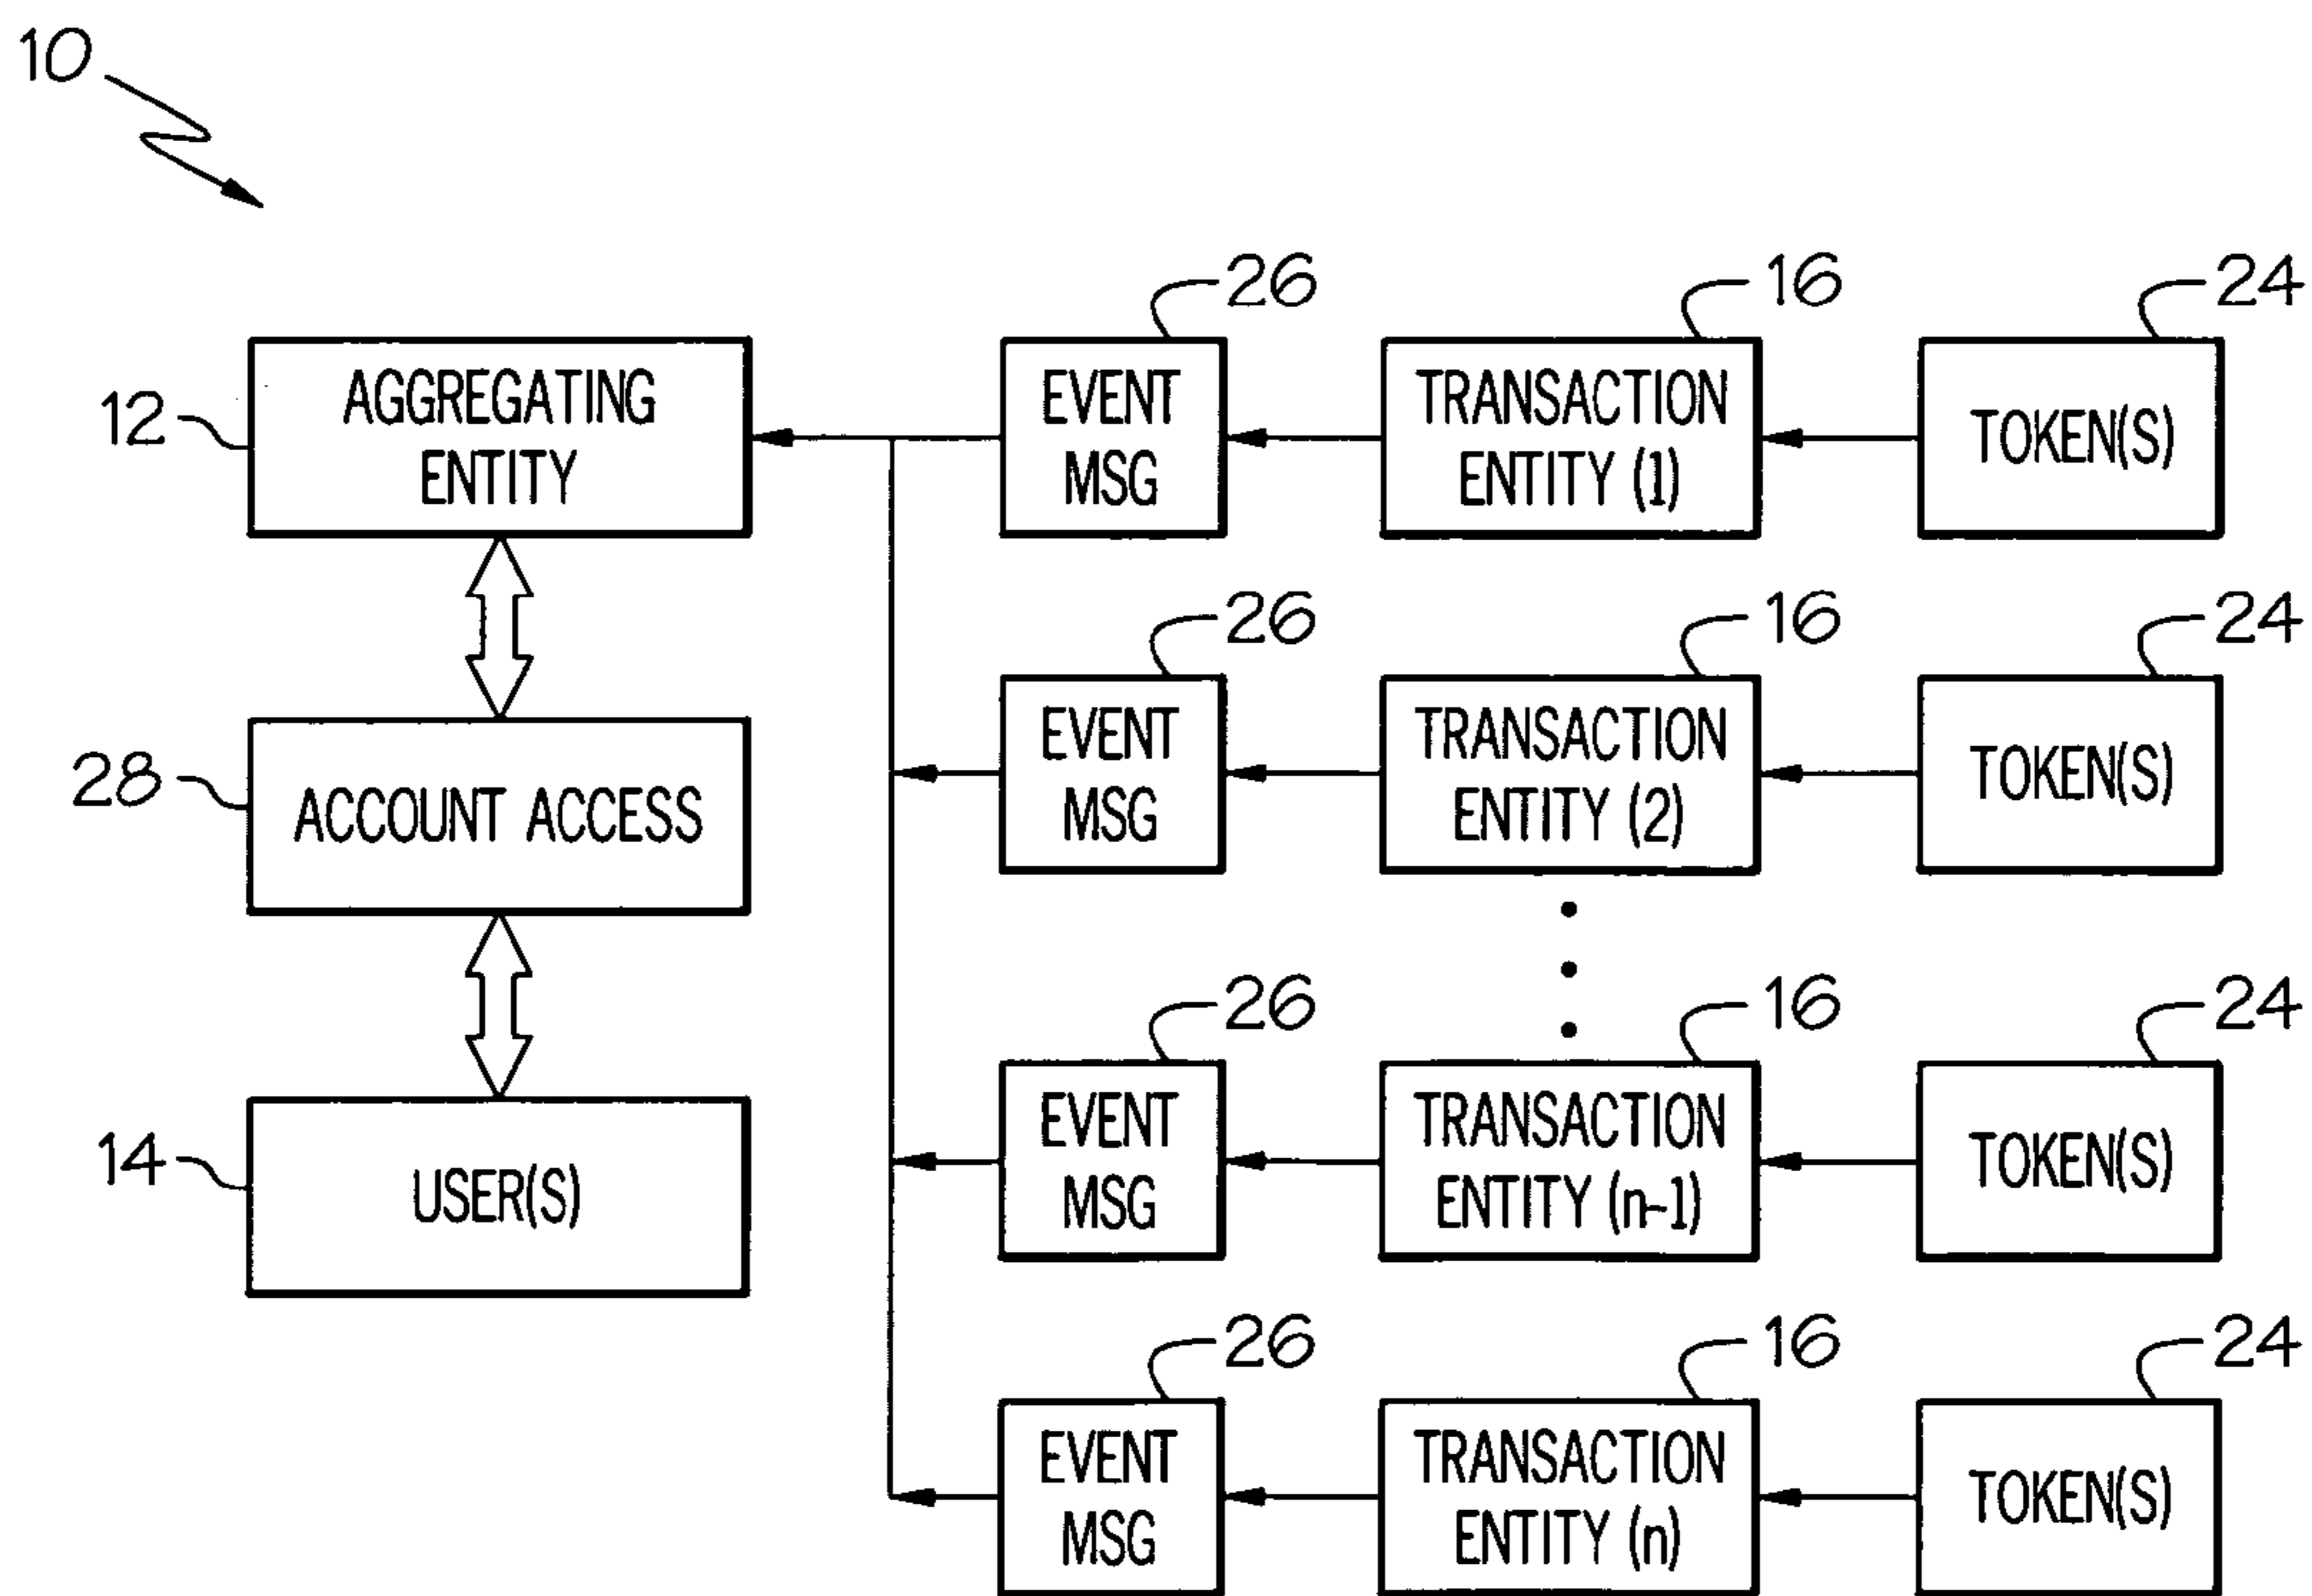 10
26
16
24
12
AGGREGATING
ENTITY
EVENT
MSG
TRANSACTION
ENTITY (1)
TOKEN(S)
26
16
24
28
ACCOUNT ACCESS
EVENT
MSG
TRANSACTION
ENTITY (2)
TOKEN(S)
26
16
24
14
USER(S)
EVENT
MSG
TRANSACTION
ENTITY (n-1)
TOKEN(S)
26
16
24
EVENT
MSG
TRANSACTION
ENTITY (n)
TOKEN(S)